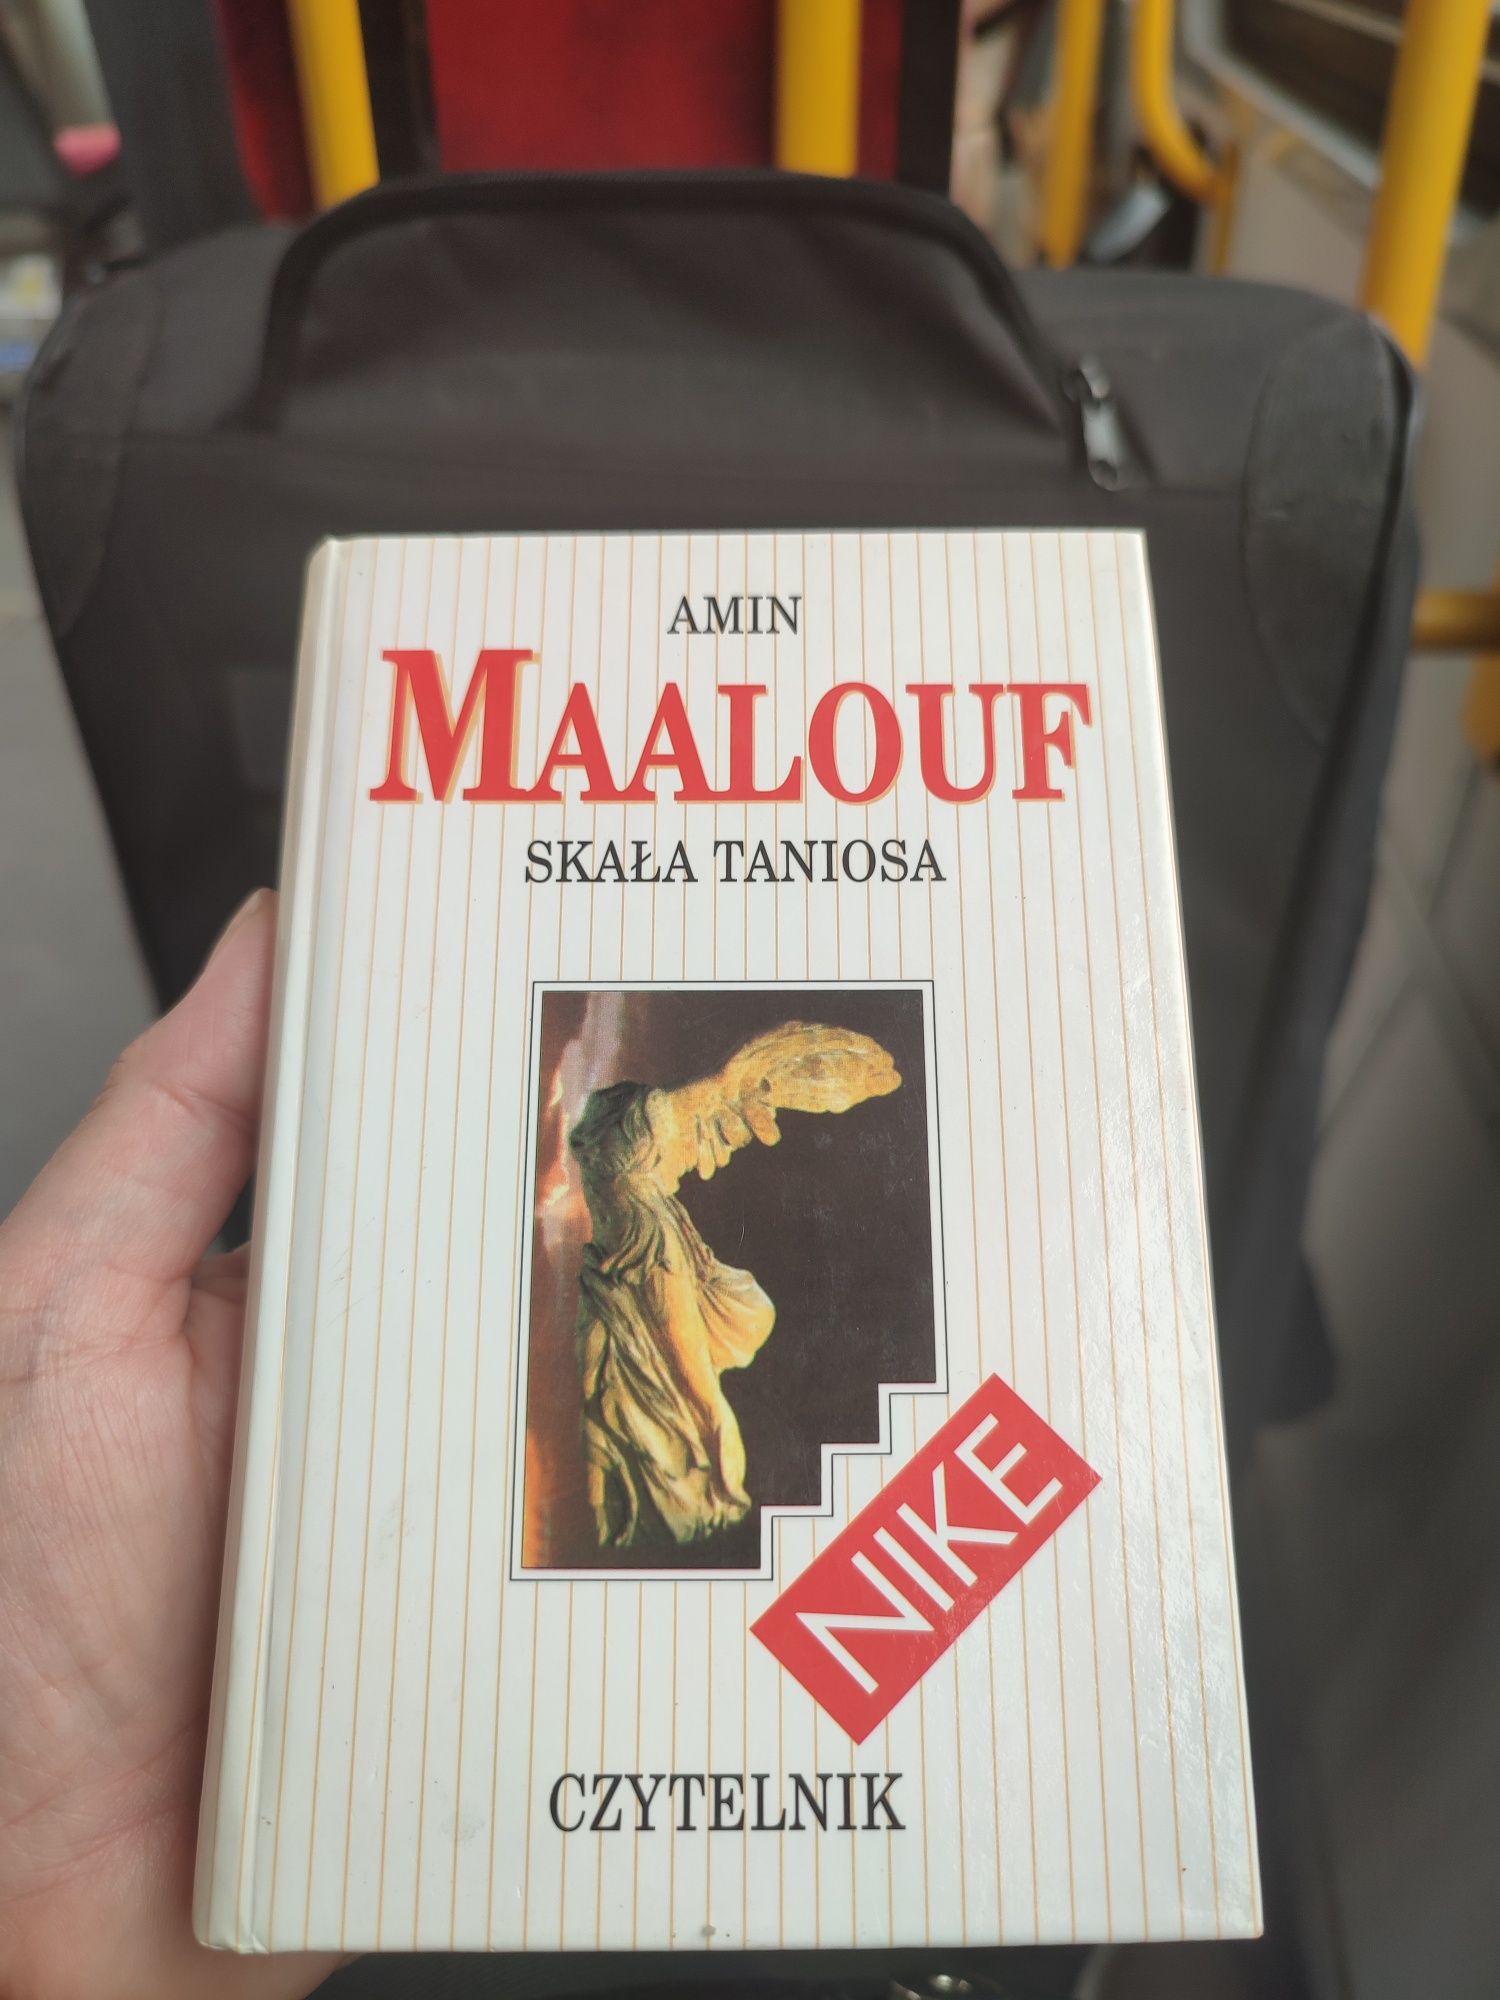 AMIN
MAALOUF
SKAŁA TANIOSA
NIKE
CZYTELNIK